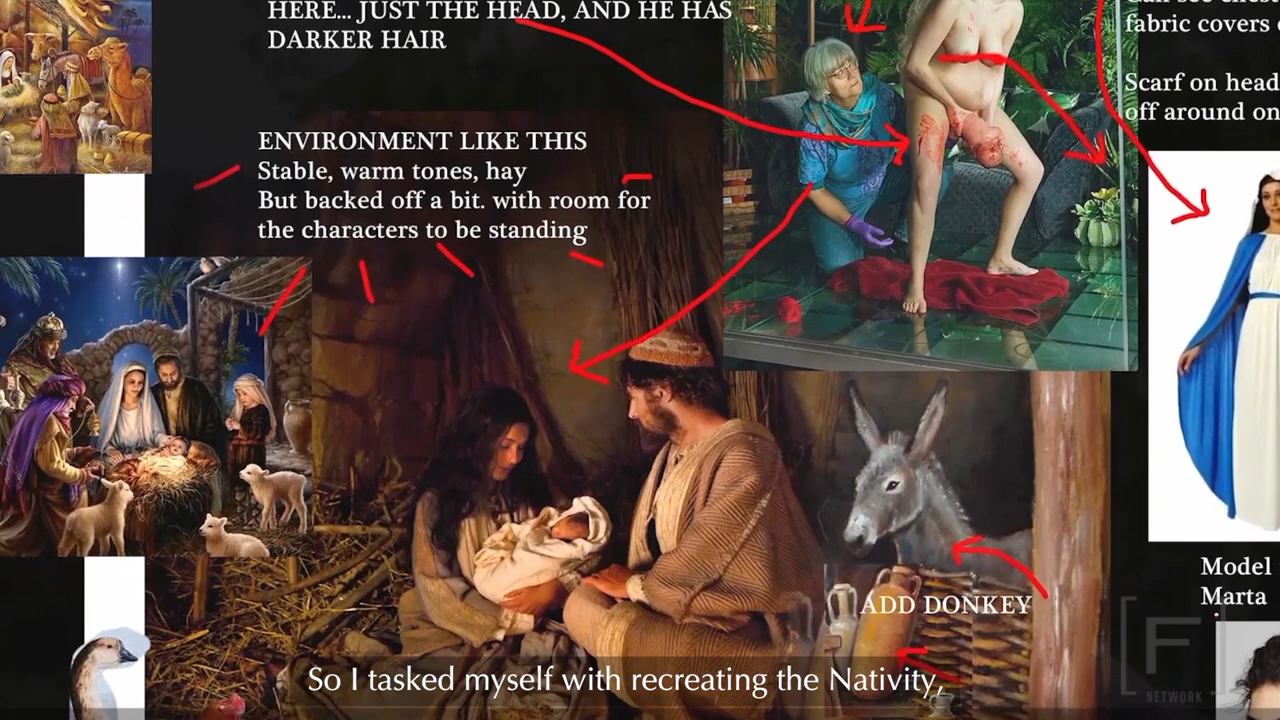 HERE... JUST THE HEAD, AND HE HAS
DARKER HAIR
fabric covers
Scarf on head
off around on
ENVIRONMENT LIKE THIS
Stable, warm tones, hay
But backed off a bit. with room for
the characters to be standing
Model
Marta
ADD DONKEY
So I tasked myself with recreating the Nativity,
F
NETWORK